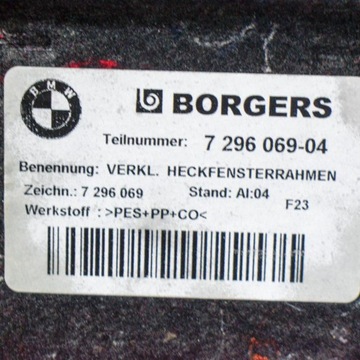 BMW BORGERS
Teilnummer: 7 296 069-04
Benennung: VERKL. HECKFENSTERRAHMEN
Zeichn.: 7 296 069 Stand: AI:04
F23
Werkstoff : >PES+PP+CO<